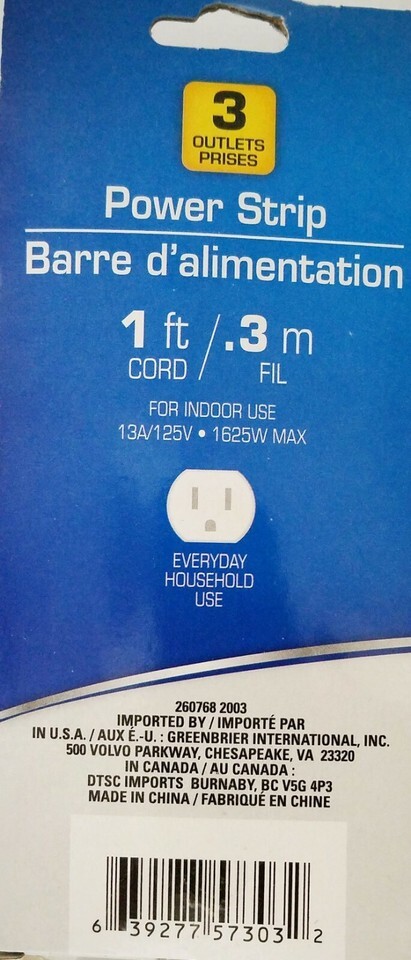 3
OUTLETS
PRISES
Power Strip
Barre d'alimentation
1 ft / .3 m
CORD FIL
FOR INDOOR USE
13A/125V • 1625W MAX
EVERYDAY
HOUSEHOLD
USE
260768 2003
IMPORTED BY / IMPORTÉ PAR
IN U.S.A. / AUX É.-U. : GREENBRIER INTERNATIONAL, INC.
500 VOLVO PARKWAY, CHESAPEAKE, VA 23320
IN CANADA / AU CANADA :
DTSC IMPORTS BURNABY, BC V5G 4P3
MADE IN CHINA / FABRIQUÉ EN CHINE
6 39277 57303 2